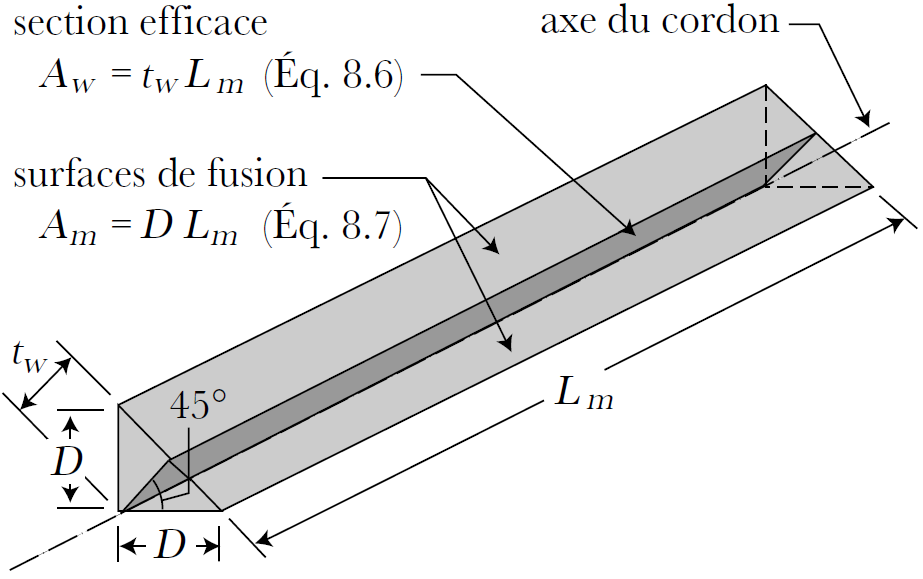 section efficace
A_w = t_w L_m (Éq. 8.6)
axe du cordon
surfaces de fusion
A_m = D L_m (Éq. 8.7)
t_w
45°
D
L_m
D